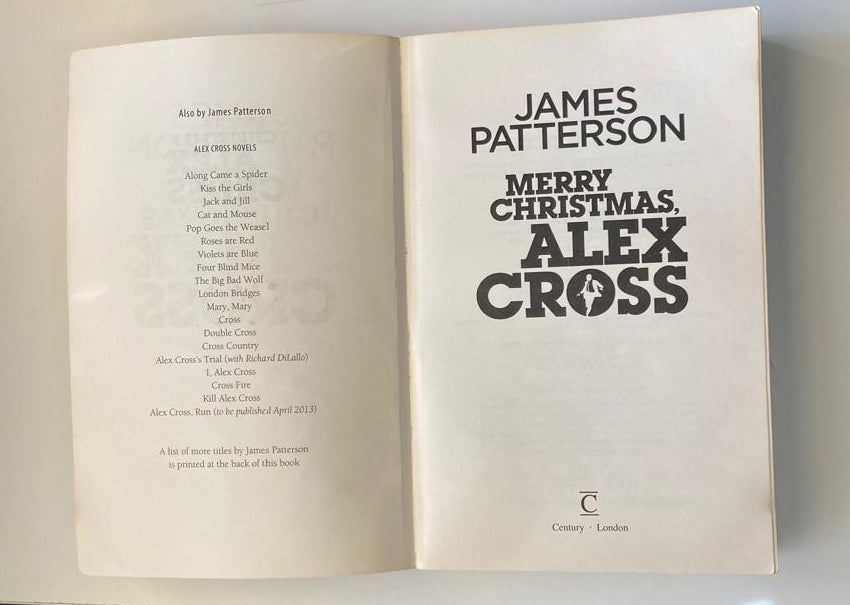 Also by James Patterson
ALEX CROSS NOVELS
Along Came a Spider
Kiss the Girls
Jack and Jill
Cat and Mouse
Pop Goes the Weasel
Roses are Red
Violets are Blue
Four Blind Mice
The Big Bad Wolf
London Bridges
Mary, Mary
Cross
Double Cross
Cross Country
Alex Cross's Trial (with Richard DiLallo)
I, Alex Cross
Cross Fire
Kill Alex Cross
Alex Cross, Run (to be published April 2013)
A list of more titles by James Patterson
is printed at the back of this book
JAMES
PATTERSON
MERRY
CHRISTMAS,
ALEX
CROSS
C
Century · London